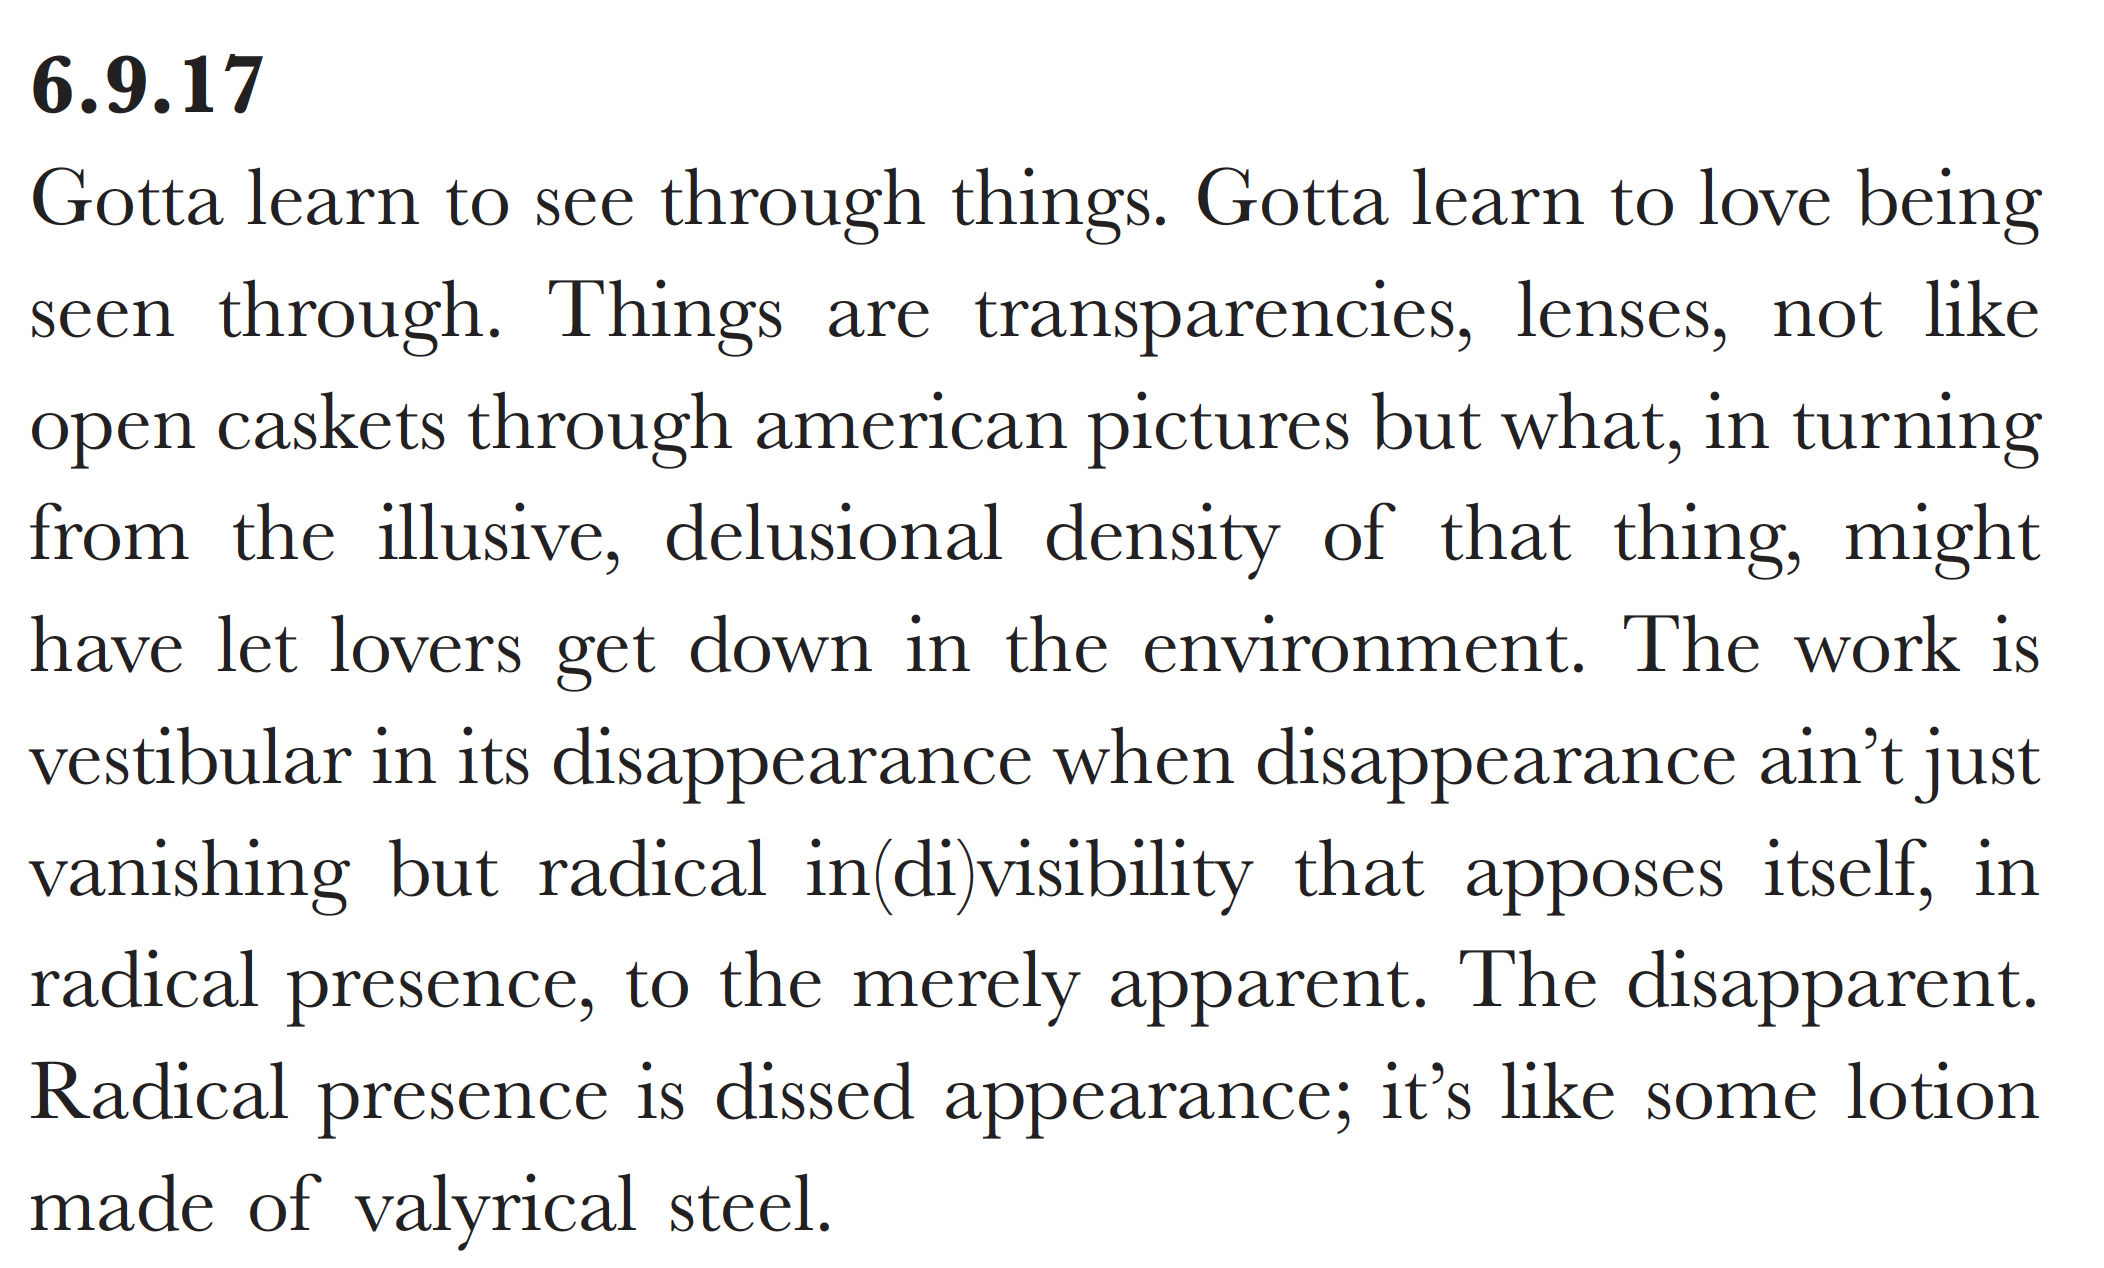 6.9.17
Gotta learn to see through things. Gotta learn to love being
seen through. Things are transparencies, lenses, not like
open caskets through american pictures but what, in turning
from the illusive, delusional density of that thing, might
have let lovers get down in the environment. The work is
vestibular in its disappearance when disappearance ain’t just
vanishing but radical in(di)visibility that apposes itself, in
radical presence, to the merely apparent. The disapparent.
Radical presence is dissed appearance; it’s like some lotion
made of valyrical steel.